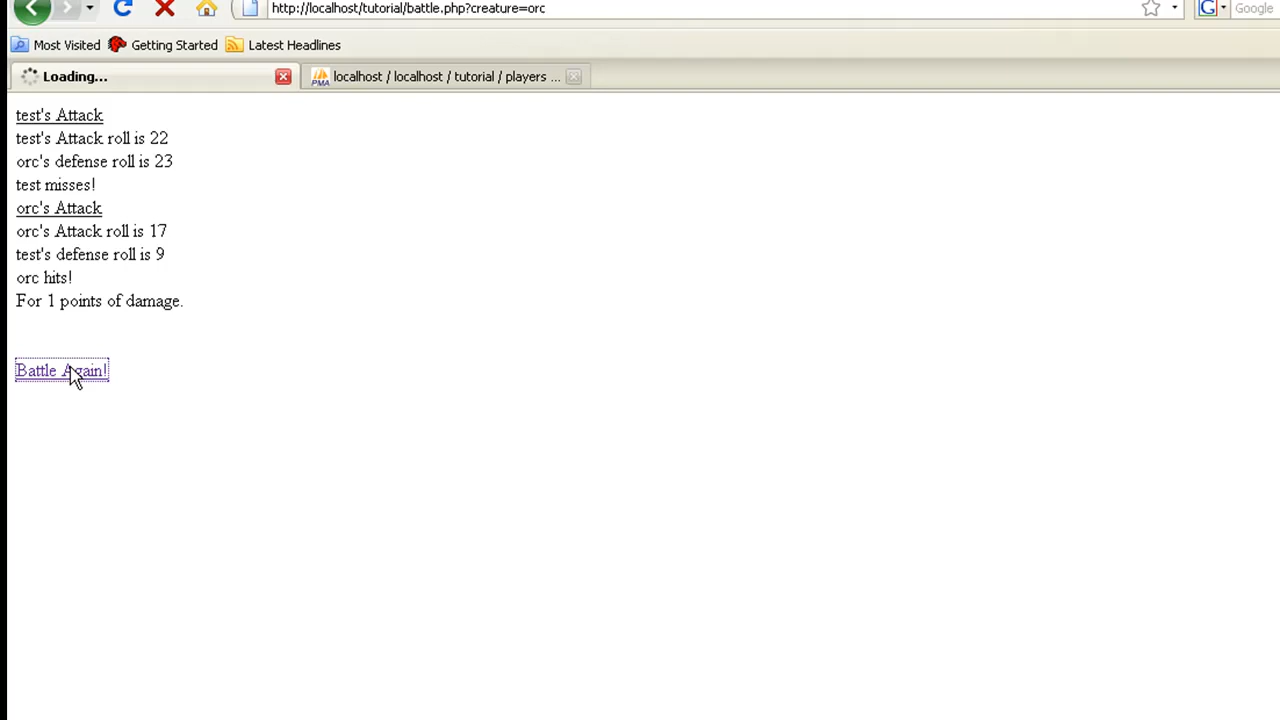 http://localhost/tutorial/battle.php?creature=orc
Google
Most Visited Getting Started Latest Headlines
Loading... localhost / localhost / tutorial / players ...
test's Attack
test's Attack roll is 22
orc's defense roll is 23
test misses!
orc's Attack
orc's Attack roll is 17
test's defense roll is 9
orc hits!
For 1 points of damage.
Battle Again!